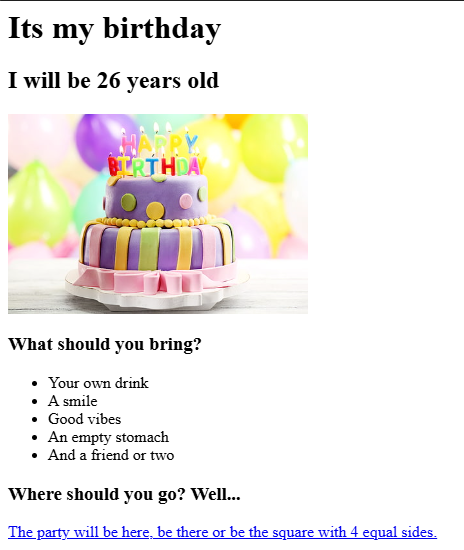 Its my birthday
I will be 26 years old
HAPPY
BIRTHDAY
What should you bring?
Your own drink
A smile
Good vibes
An empty stomach
And a friend or two
Where should you go? Well...
The party will be here, be there or be the square with 4 equal sides.